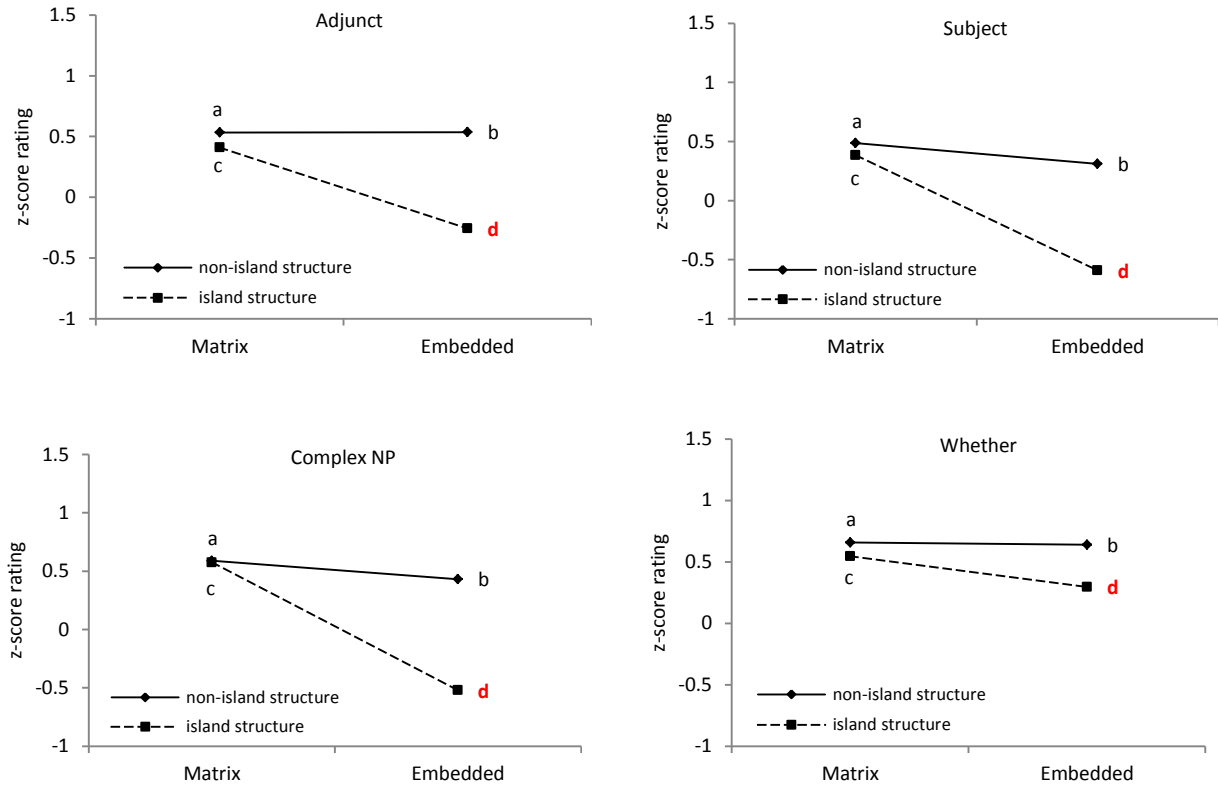 Adjunct
1.5
1
0.5
0
-0.5
-1
z-score rating
a
b
c
d
non-island structure
island structure
Matrix Embedded
Subject
1.5
1
0.5
0
-0.5
-1
z-score rating
a
b
c
d
non-island structure
island structure
Matrix Embedded
Complex NP
1.5
1
0.5
0
-0.5
-1
z-score rating
a
b
c
d
non-island structure
island structure
Matrix Embedded
Whether
1.5
1
0.5
0
-0.5
-1
z-score rating
a
b
c
d
non-island structure
island structure
Matrix Embedded